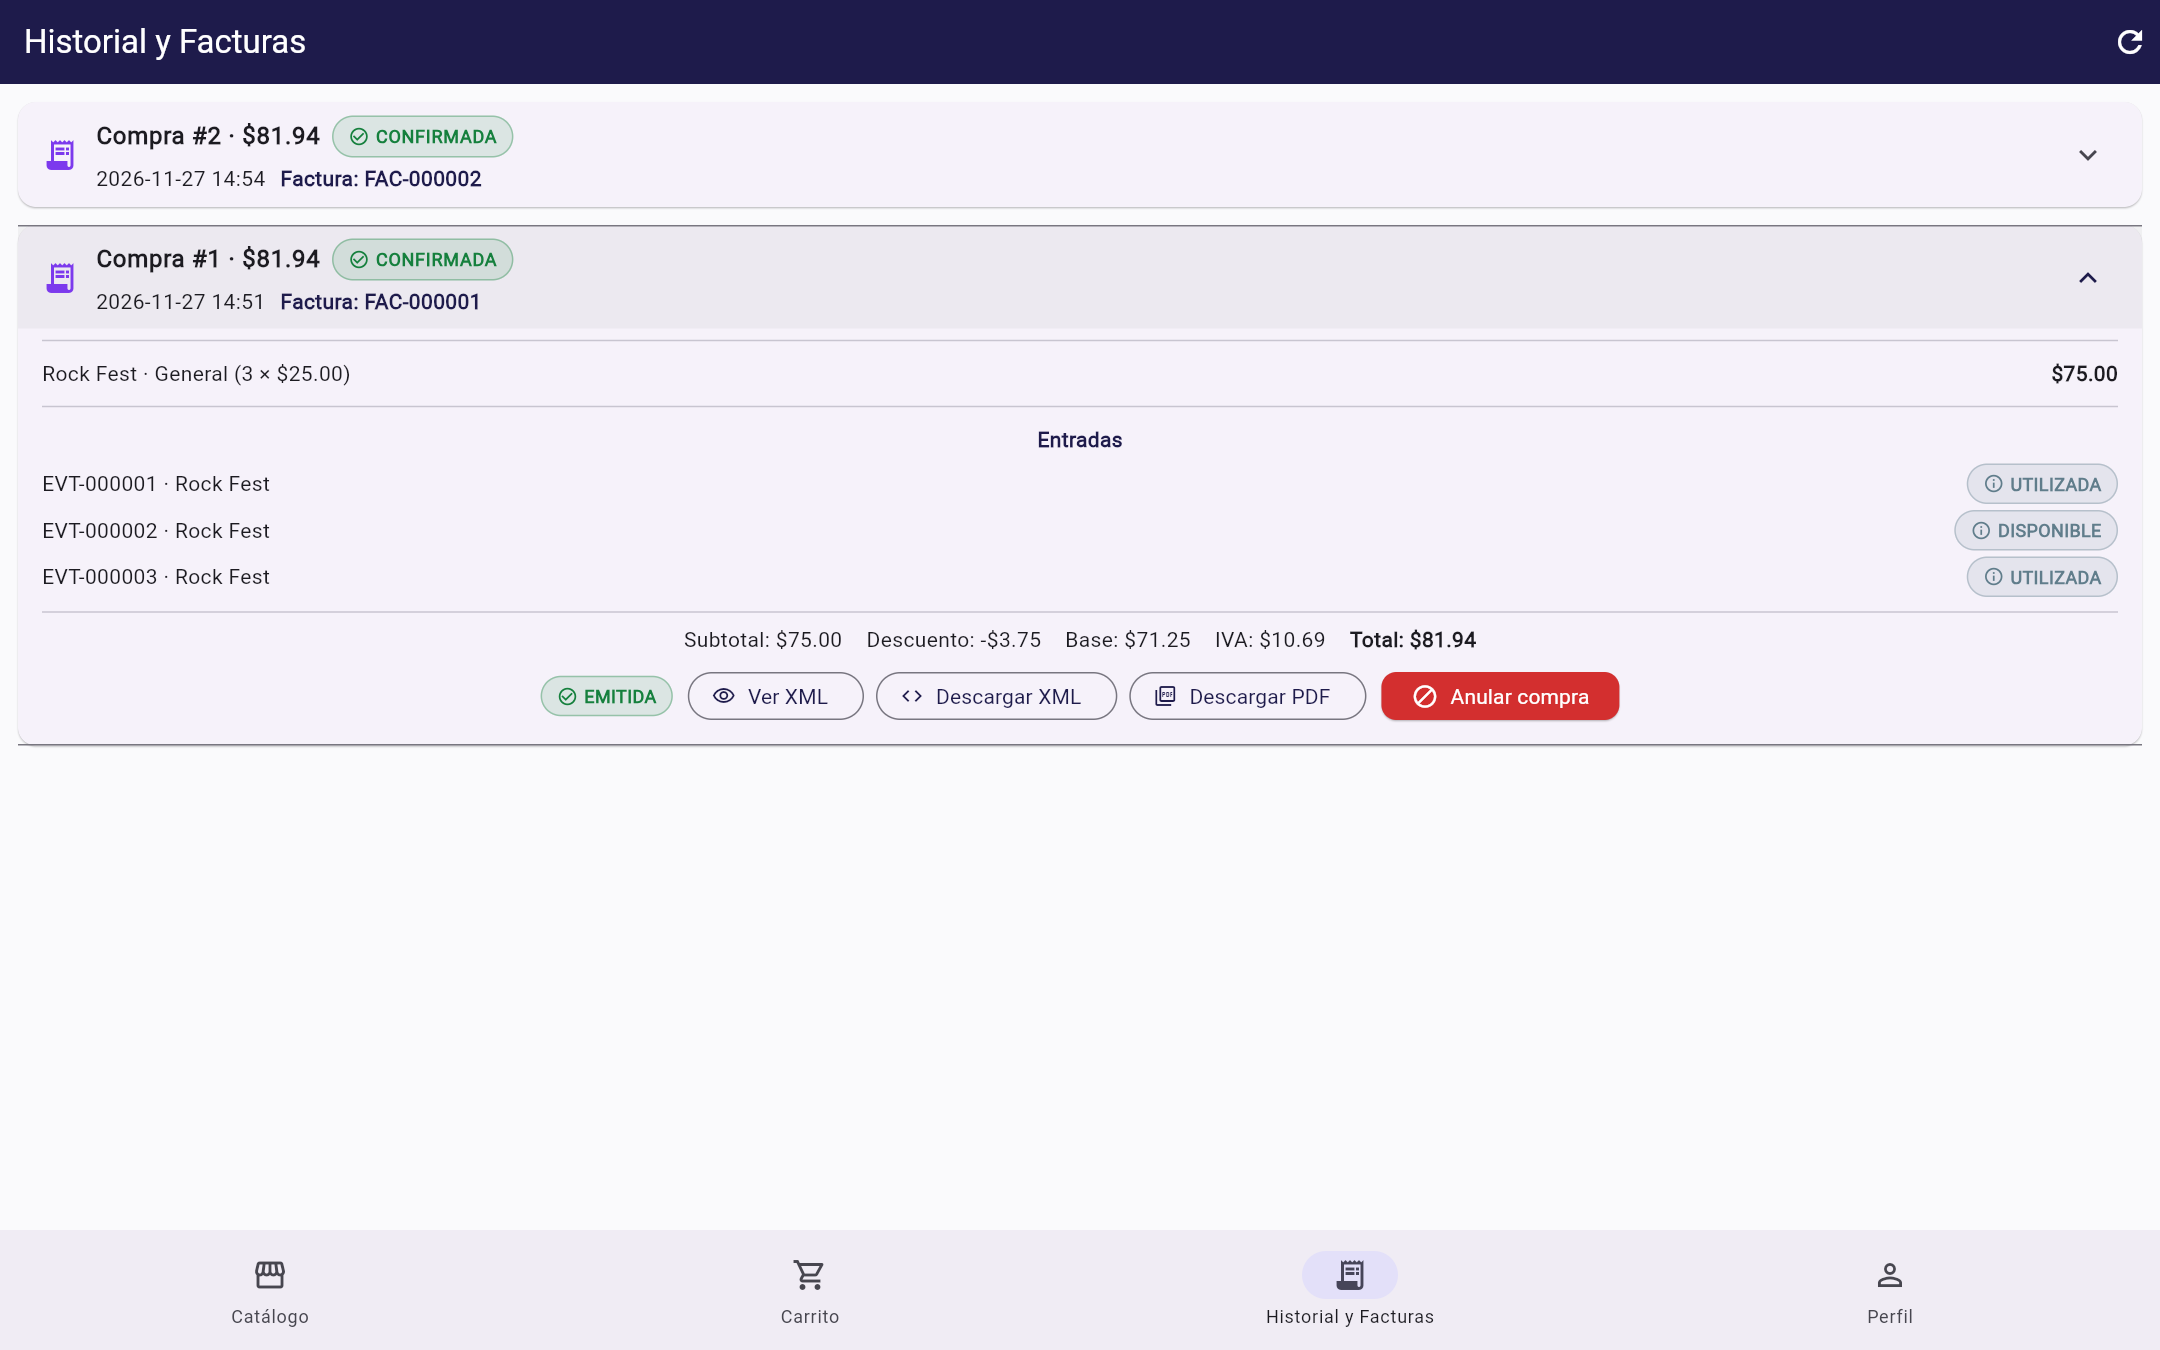 Historial y Facturas
Compra #2 · $81.94 CONFIRMADA
2026-11-27 14:54 Factura: FAC-000002
Compra #1 · $81.94 CONFIRMADA
2026-11-27 14:51 Factura: FAC-000001
Rock Fest · General (3 × $25.00) $75.00
Entradas
EVT-000001 · Rock Fest UTILIZADA
EVT-000002 · Rock Fest DISPONIBLE
EVT-000003 · Rock Fest UTILIZADA
Subtotal: $75.00 Descuento: -$3.75 Base: $71.25 IVA: $10.69 Total: $81.94
EMITIDA Ver XML Descargar XML Descargar PDF Anular compra
Catálogo Carrito Historial y Facturas Perfil